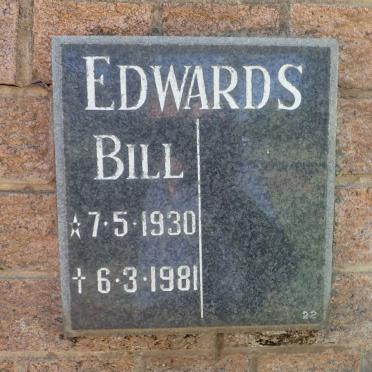 EDWARDS
BILL
☆ 7·5·1930
† 6·3·1981
22